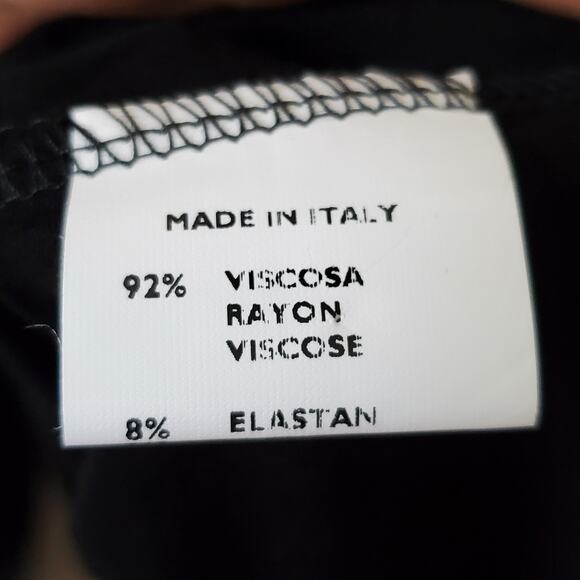 MADE IN ITALY
92% VISCOSA
RAYON
VISCOSE
8% ELASTAN